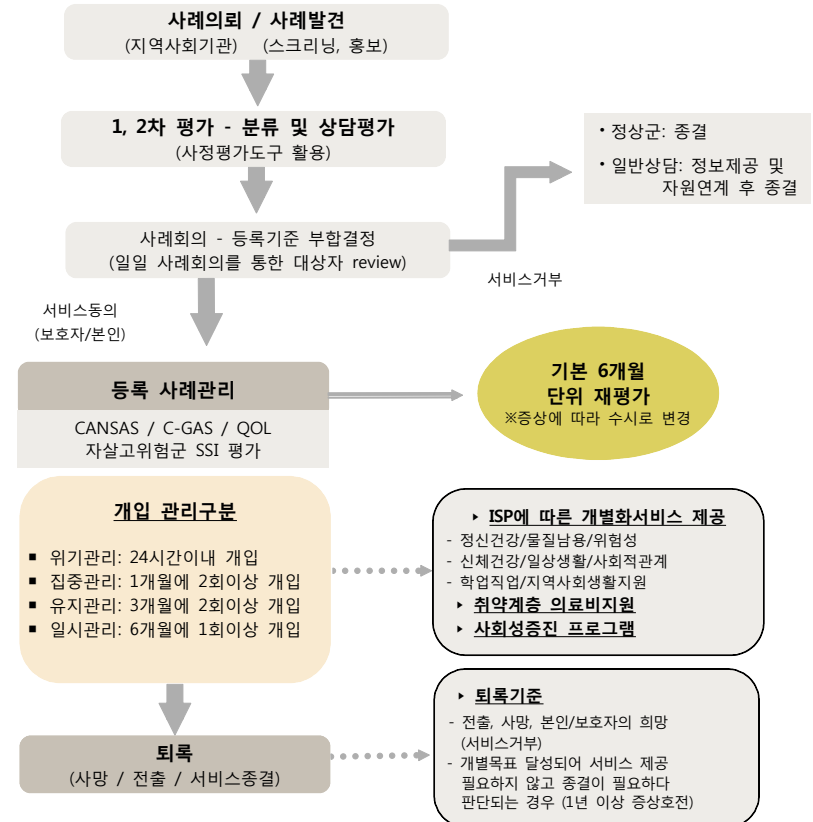 사례의뢰 / 사례발견
(지역사회기관) (스크리닝, 홍보)
1, 2차 평가 - 분류 및 상담평가
(사정평가도구 활용)
• 정상군: 종결
• 일반상담: 정보제공 및
자원연계 후 종결
사례회의 - 등록기준 부합결정
(일일 사례회의를 통한 대상자 review)
서비스거부
서비스동의
(보호자/본인)
등록 사례관리
CANSAS / C-GAS / QOL
자살고위험군 SSI 평가
기본 6개월
단위 재평가
※증상에 따라 수시로 변경
개입 관리구분
▪ 위기관리: 24시간이내 개입
▪ 집중관리: 1개월에 2회이상 개입
▪ 유지관리: 3개월에 2회이상 개입
▪ 일시관리: 6개월에 1회이상 개입
‣ ISP에 따른 개별화서비스 제공
- 정신건강/물질남용/위험성
- 신체건강/일상생활/사회적관계
- 학업직업/지역사회생활지원
‣ 취약계층 의료비지원
‣ 사회성증진 프로그램
퇴록
(사망 / 전출 / 서비스종결)
‣ 퇴록기준
- 전출, 사망, 본인/보호자의 희망
(서비스거부)
- 개별목표 달성되어 서비스 제공
필요하지 않고 종결이 필요하다
판단되는 경우 (1년 이상 증상호전)